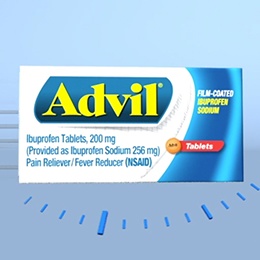 Advil®
FILM-COATED
IBUPROFEN
SODIUM
Ibuprofen Tablets, 200 mg
(Provided as Ibuprofen Sodium 256 mg)
Pain Reliever/Fever Reducer (NSAID)
Tablets